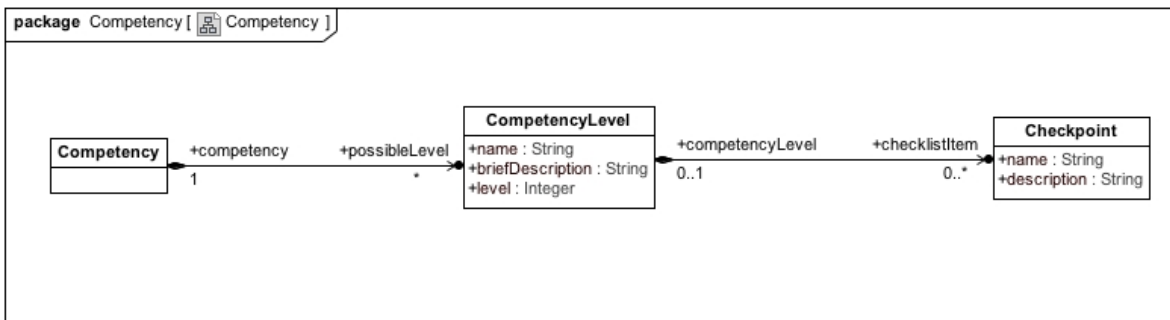 package Competency [ Competency ]
Competency
+competency
1
+possibleLevel
*
CompetencyLevel
+name : String
+briefDescription : String
+level : Integer
+competencyLevel
0..1
+checklistItem
0..*
Checkpoint
+name : String
+description : String